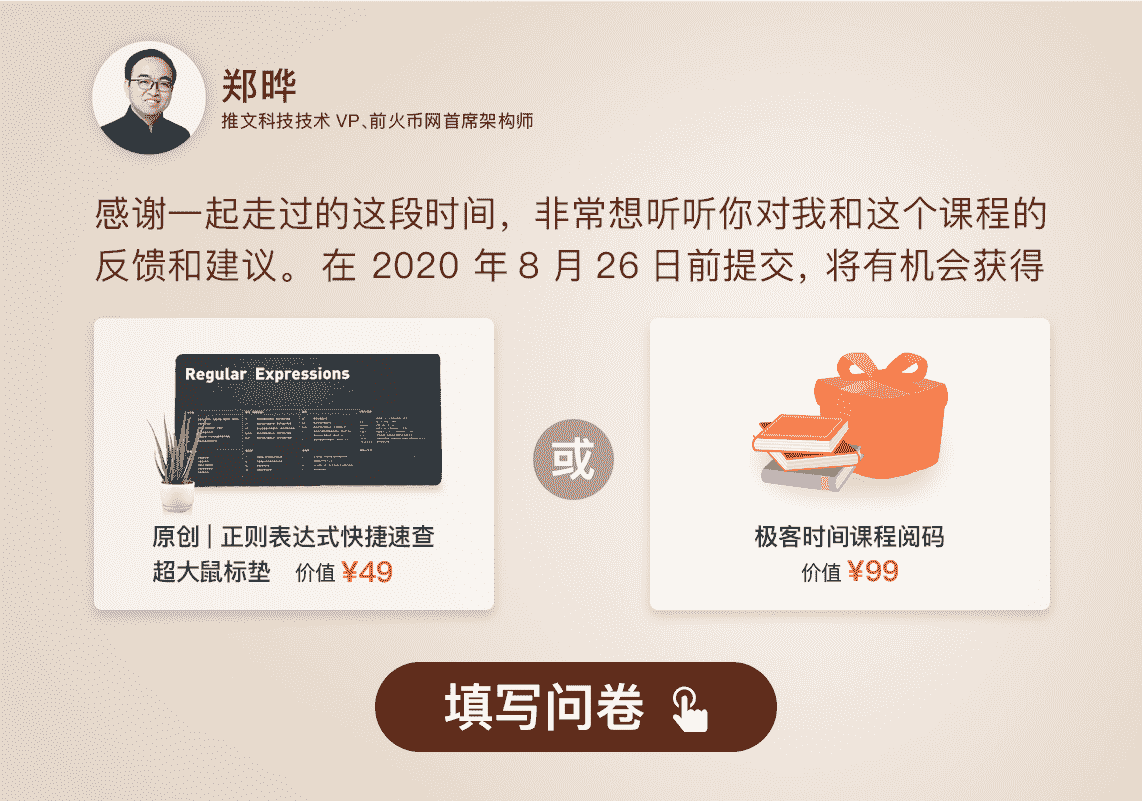 郑晔
推文科技技术 VP、前火币网首席架构师
感谢一起走过的这段时间，非常想听听你对我和这个课程的
反馈和建议。在 2020 年 8 月 26 日前提交，将有机会获得
Regular Expressions
原创 | 正则表达式快捷速查
超大鼠标垫 价值 ¥49
或
极客时间课程阅码
价值 ¥99
填写问卷